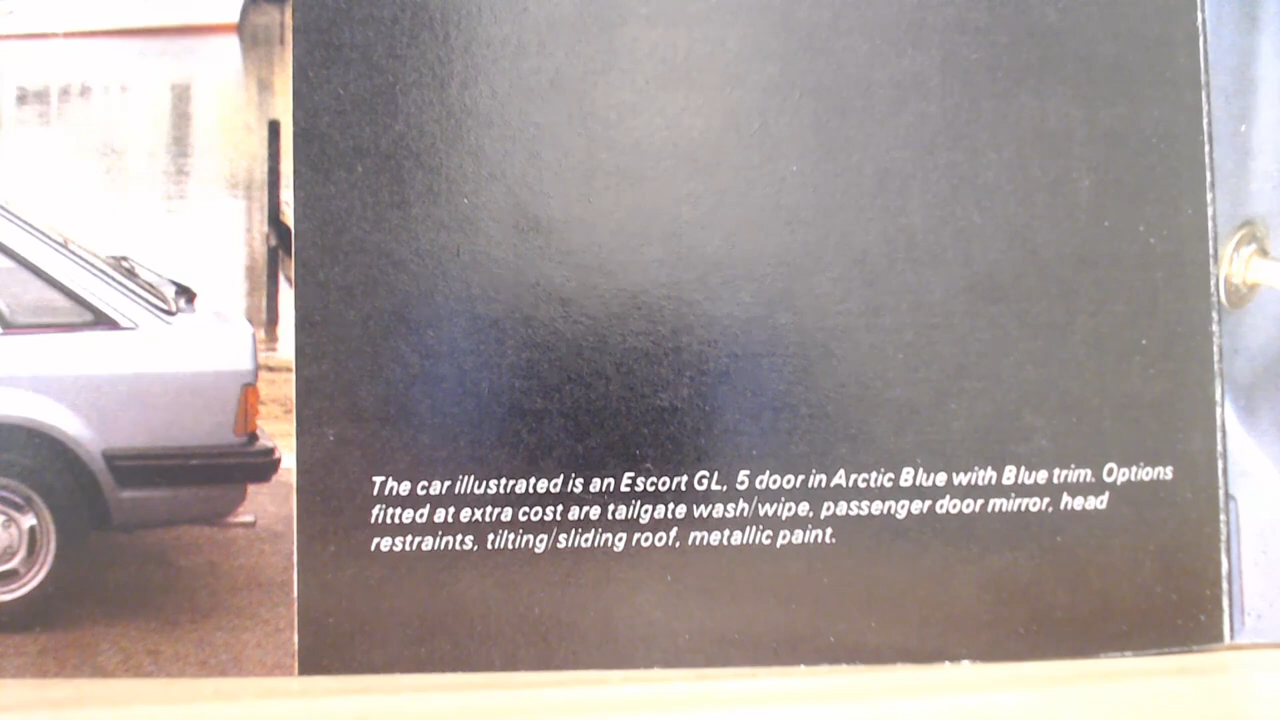 The car illustrated is an Escort GL, 5 door in Arctic Blue with Blue trim. Options
fitted at extra cost are tailgate wash/wipe, passenger door mirror, head
restraints, tilting/sliding roof, metallic paint.